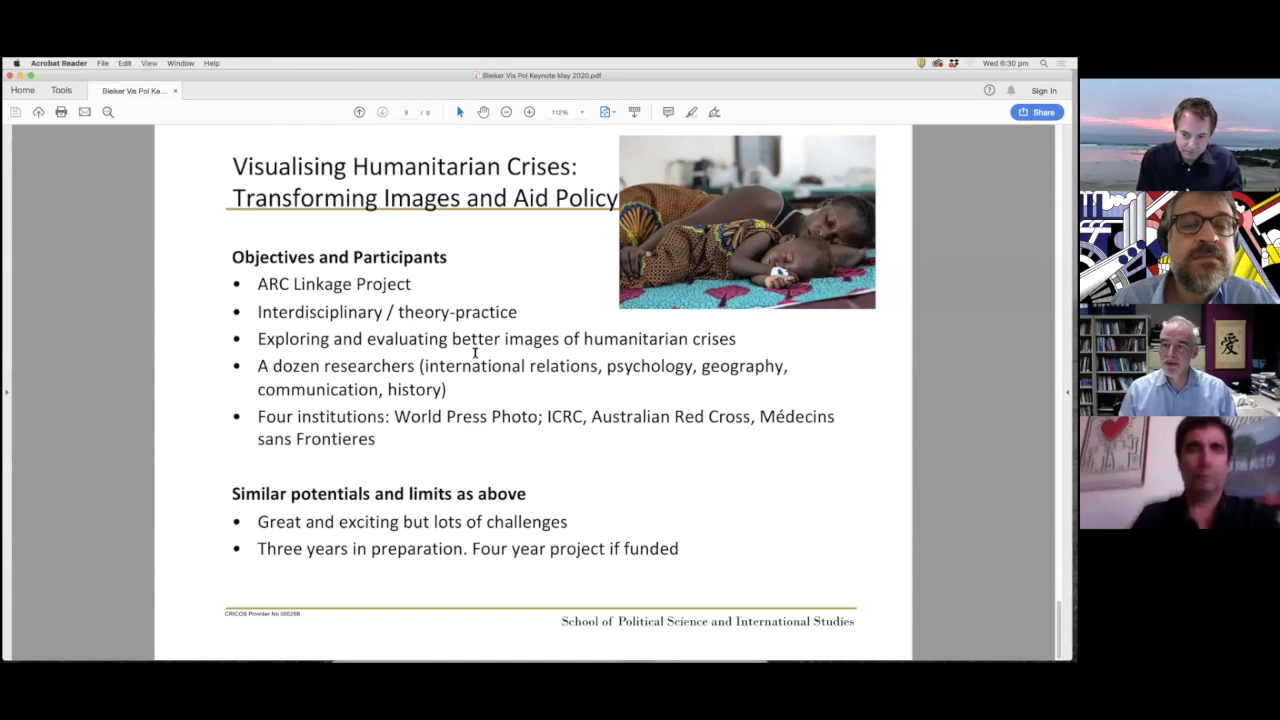 Acrobat Reader File Edit View Window Help Wed 6:30 pm
Bleiker Vis Pol Keynote May 2020.pdf
Home Tools Bleiker Vis Pol Ke... × Sign In
9 / 9 112% Share
Visualising Humanitarian Crises:
Transforming Images and Aid Policy
Objectives and Participants
• ARC Linkage Project
• Interdisciplinary / theory-practice
• Exploring and evaluating better images of humanitarian crises
• A dozen researchers (international relations, psychology, geography,
communication, history)
• Four institutions: World Press Photo; ICRC, Australian Red Cross, Médecins
sans Frontieres
Similar potentials and limits as above
• Great and exciting but lots of challenges
• Three years in preparation. Four year project if funded
CRICOS Provider No 00025B
School of Political Science and International Studies
愛